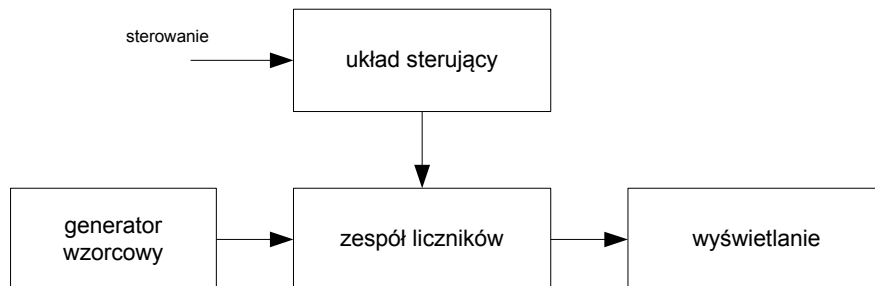 sterowanie
układ sterujący
generator
wzorcowy
zespół liczników
wyświetlanie